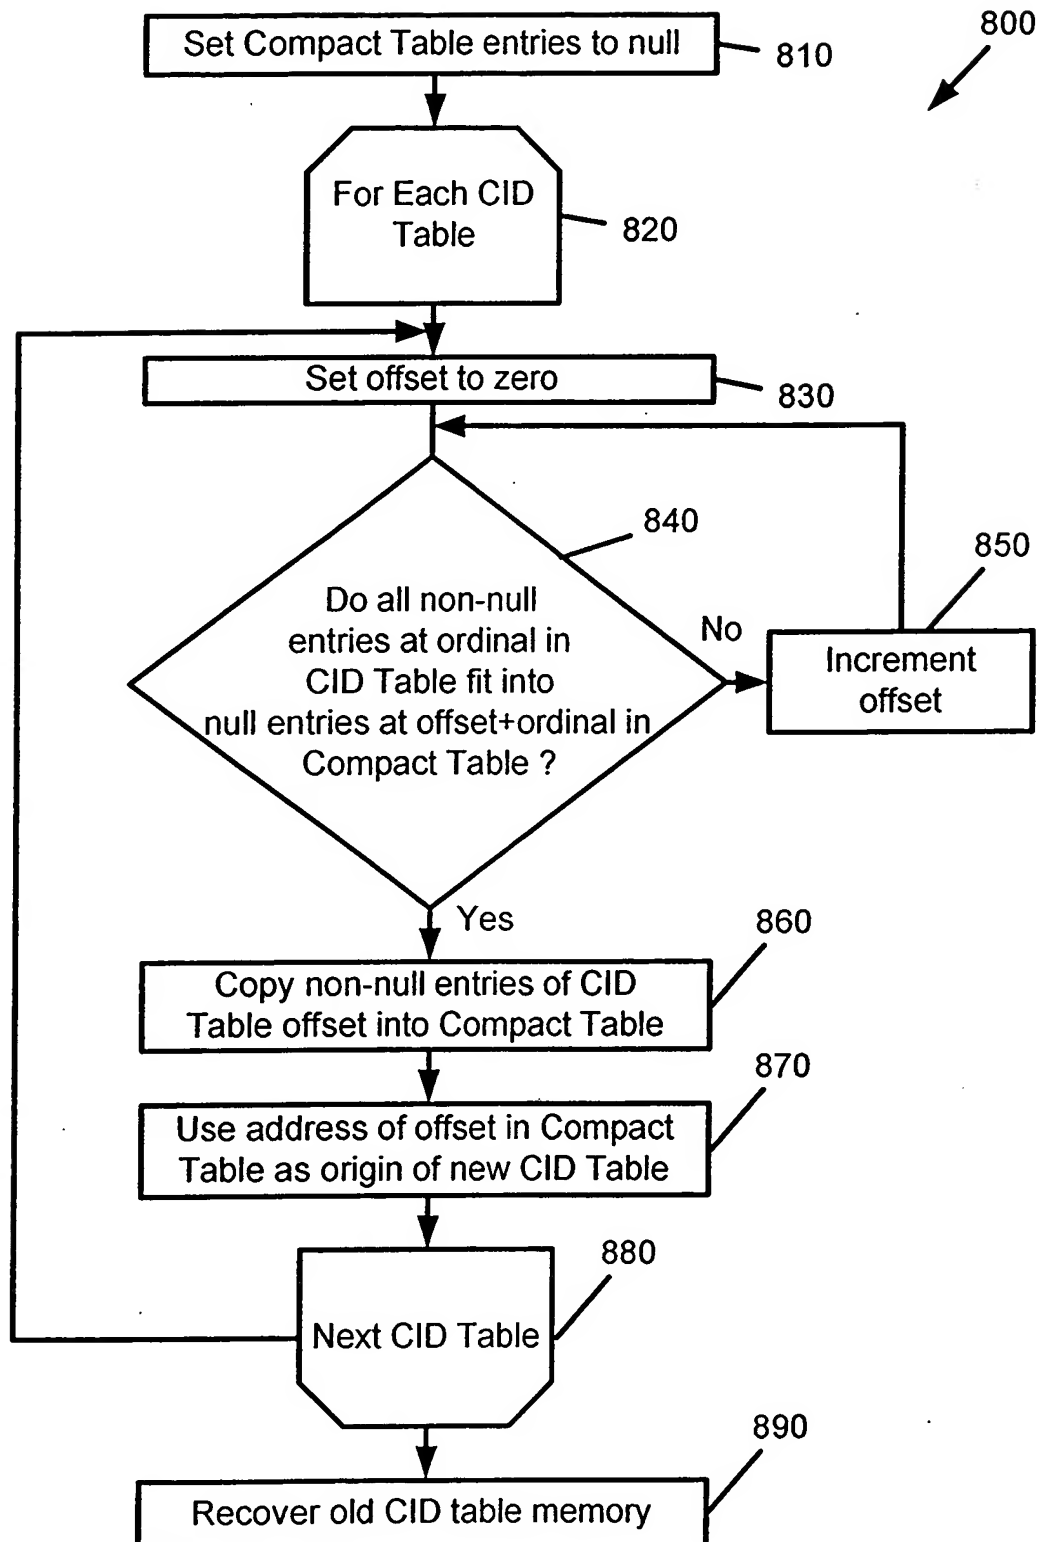 Set Compact Table entries to null
810
800
For Each CID
Table
820
Set offset to zero
830
840
850
Do all non-null
entries at ordinal in
CID Table fit into
null entries at offset+ordinal in
Compact Table ?
No
Increment
offset
Yes
860
Copy non-null entries of CID
Table offset into Compact Table
870
Use address of offset in Compact
Table as origin of new CID Table
880
Next CID Table
890
Recover old CID table memory